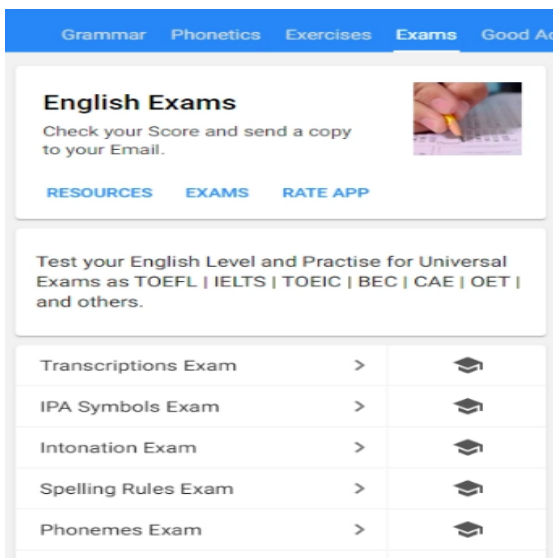 Grammar Phonetics Exercises Exams Good Ac
English Exams
Check your Score and send a copy
to your Email.
RESOURCES EXAMS RATE APP
Test your English Level and Practise for Universal
Exams as TOEFL | IELTS | TOEIC | BEC | CAE | OET |
and others.
Transcriptions Exam
IPA Symbols Exam
Intonation Exam
Spelling Rules Exam
Phonemes Exam